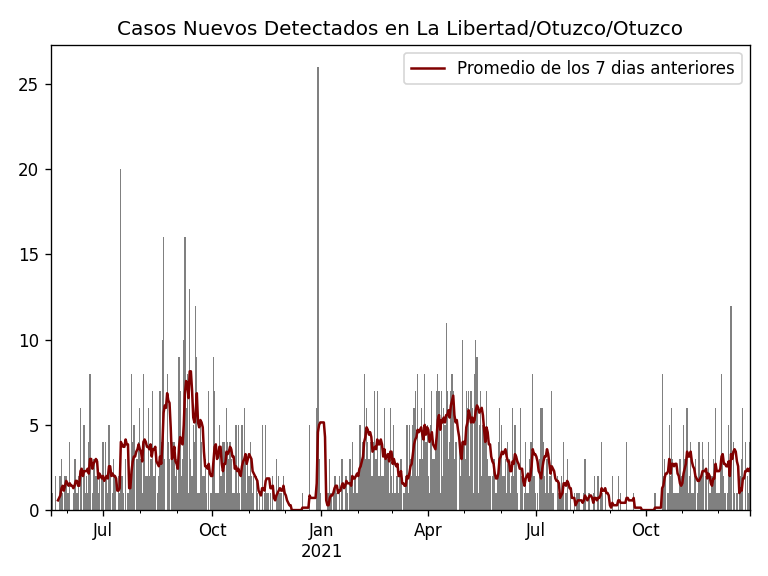 Casos Nuevos Detectados en La Libertad/Otuzco/Otuzco
Promedio de los 7 dias anteriores
25
20
15
10
5
0
Jul Oct Jan Apr Jul Oct
2021